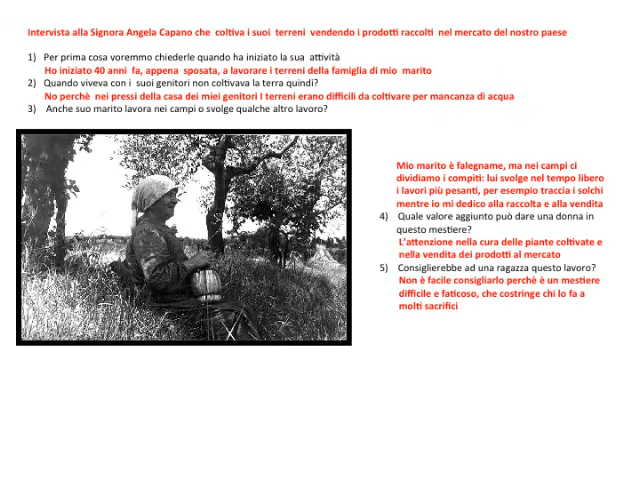 Intervista alla Signora Angela Capano che coltiva i suoi terreni vendendo i prodotti raccolti nel mercato del nostro paese
1) Per prima cosa voremmo chiederle quando ha iniziato la sua attività
Ho iniziato 40 anni fa, appena sposata, a lavorare i terreni della famiglia di mio marito
2) Quando viveva con i suoi genitori non coltivava la terra quindi?
No perchè nei pressi della casa dei miei genitori I terreni erano difficili da coltivare per mancanza di acqua
3) Anche suo marito lavora nei campi o svolge qualche altro lavoro?
Mio marito è falegname, ma nei campi ci
dividiamo i compiti: lui svolge nel tempo libero
i lavori più pesanti, per esempio traccia i solchi
mentre io mi dedico alla raccolta e alla vendita
4) Quale valore aggiunto può dare una donna in
questo mestiere?
L'attenzione nella cura delle piante coltivate e
nella vendita dei prodotti al mercato
5) Consiglierebbe ad una ragazza questo lavoro?
Non è facile consigliarlo perchè è un mestiere
difficile e faticoso, che costringe chi lo fa a
molti sacrifici